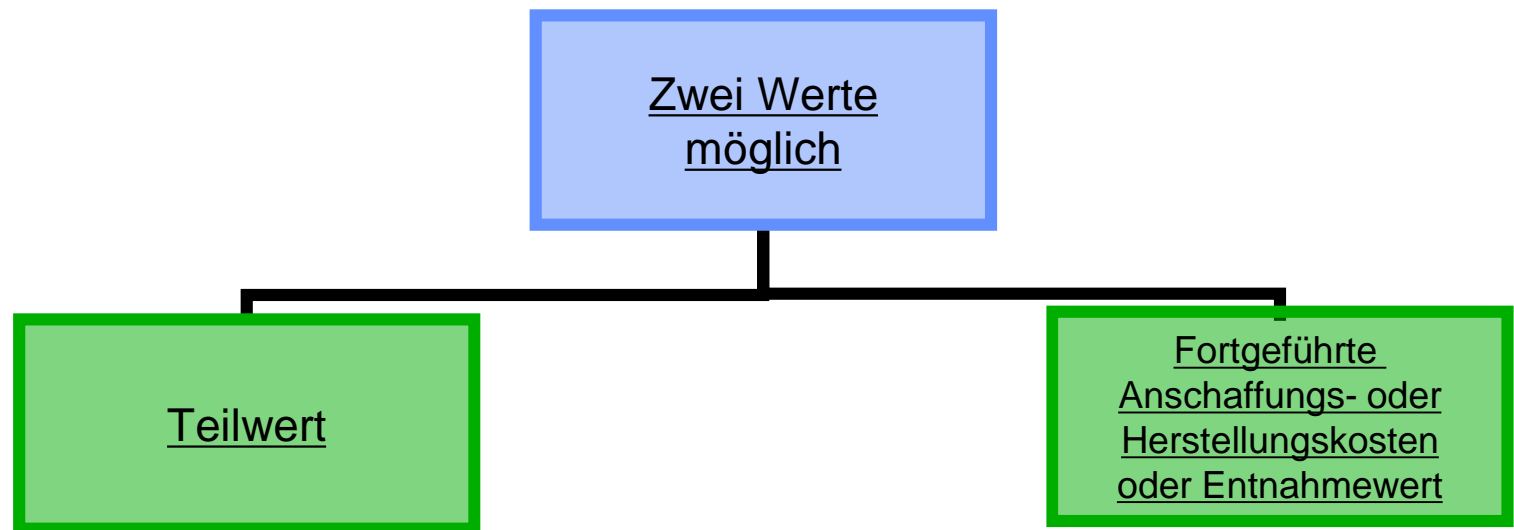 Zwei Werte
möglich
Teilwert
Fortgeführte
Anschaffungs- oder
Herstellungskosten
oder Entnahmewert